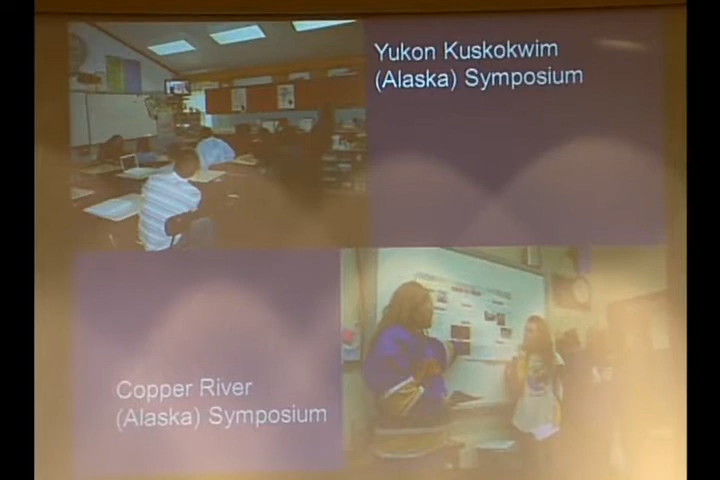 Yukon Kuskokwim
(Alaska) Symposium
Copper River
(Alaska) Symposium